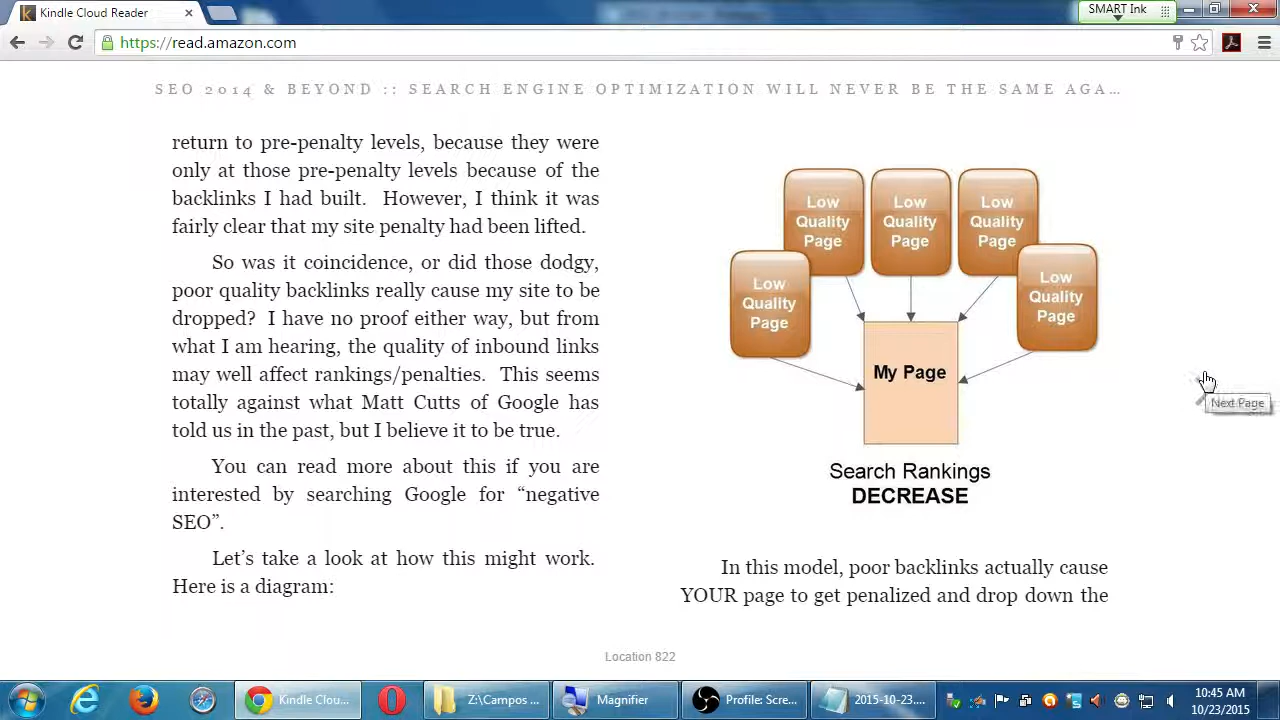 Kindle Cloud Reader
SMART Ink
https://read.amazon.com
SEO 2014 & BEYOND :: SEARCH ENGINE OPTIMIZATION WILL NEVER BE THE SAME AGA…
return to pre-penalty levels, because they were
only at those pre-penalty levels because of the
backlinks I had built. However, I think it was
fairly clear that my site penalty had been lifted.
So was it coincidence, or did those dodgy,
poor quality backlinks really cause my site to be
dropped? I have no proof either way, but from
what I am hearing, the quality of inbound links
may well affect rankings/penalties. This seems
totally against what Matt Cutts of Google has
told us in the past, but I believe it to be true.
You can read more about this if you are
interested by searching Google for “negative
SEO”.
Let’s take a look at how this might work.
Here is a diagram:
Low
Quality
Page
Low
Quality
Page
Low
Quality
Page
Low
Quality
Page
Low
Quality
Page
My Page
Search Rankings
DECREASE
Next Page
In this model, poor backlinks actually cause
YOUR page to get penalized and drop down the
Location 822
Kindle Clou...
Z:\Campos ...
Magnifier
Profile: Scre...
2015-10-23...
10:45 AM
10/23/2015